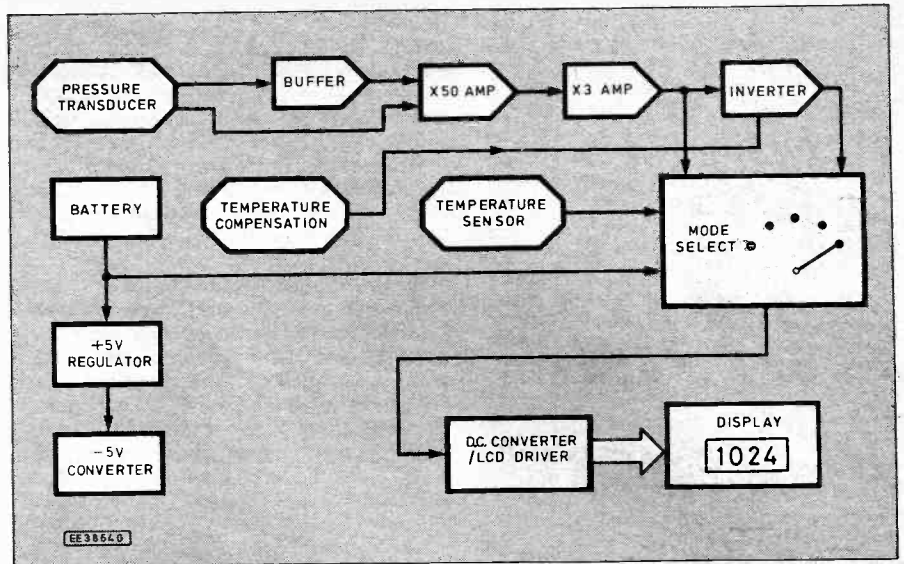 PRESSURE
TRANSDUCER
BUFFER
X50 AMP
X3 AMP
INVERTER
BATTERY
TEMPERATURE
COMPENSATION
TEMPERATURE
SENSOR
MODE
SELECT
+5V
REGULATOR
-5V
CONVERTER
D.C. CONVERTER
/LCD DRIVER
DISPLAY
1024
EE3864G